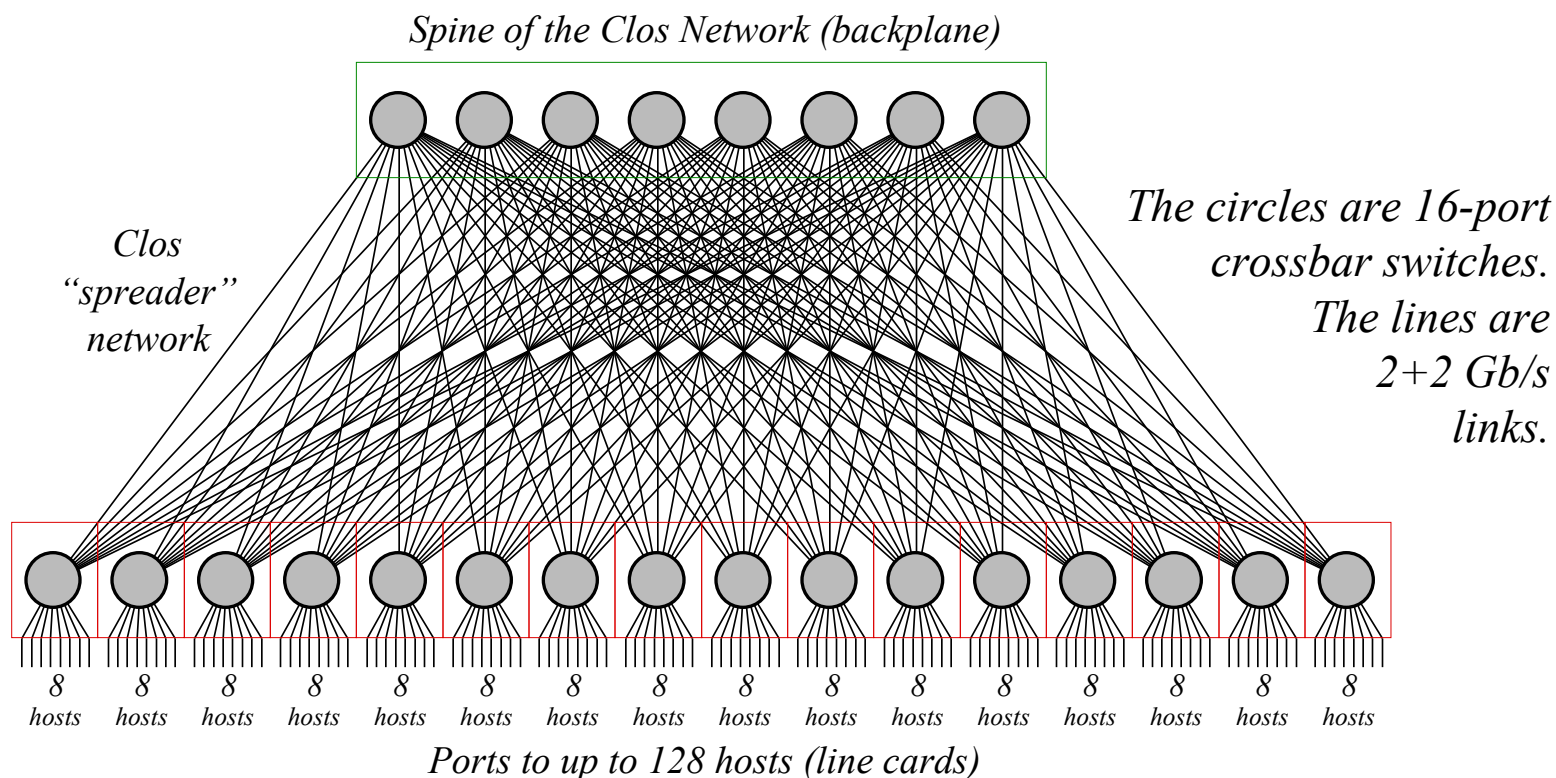 Spine of the Clos Network (backplane)
Clos
“spreader”
network
The circles are 16-port
crossbar switches.
The lines are
2+2 Gb/s
links.
8 8 8 8 8 8 8 8 8 8 8 8 8 8 8 8
hosts hosts hosts hosts hosts hosts hosts hosts hosts hosts hosts hosts hosts hosts hosts hosts
Ports to up to 128 hosts (line cards)